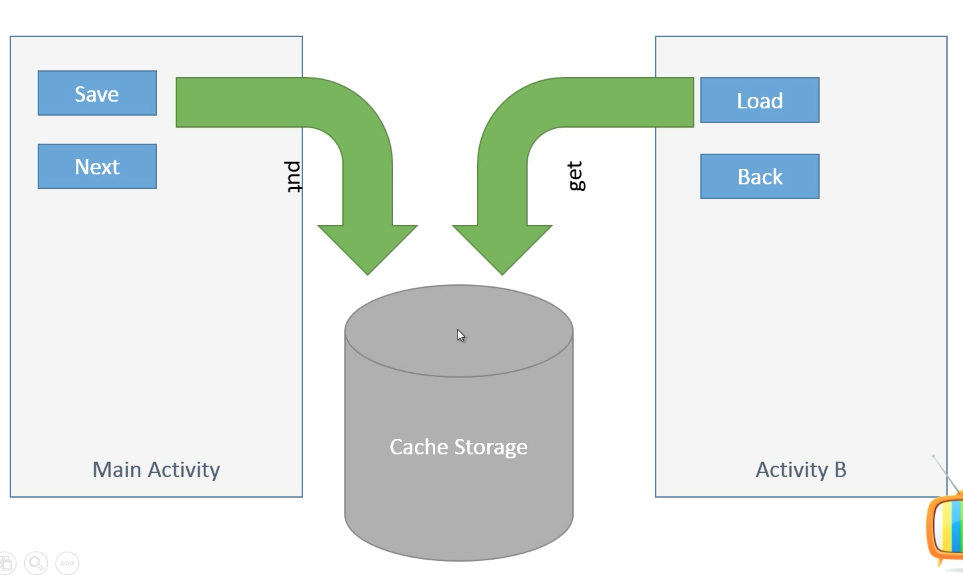 Save
Next
put
get
Load
Back
Cache Storage
Main Activity
Activity B